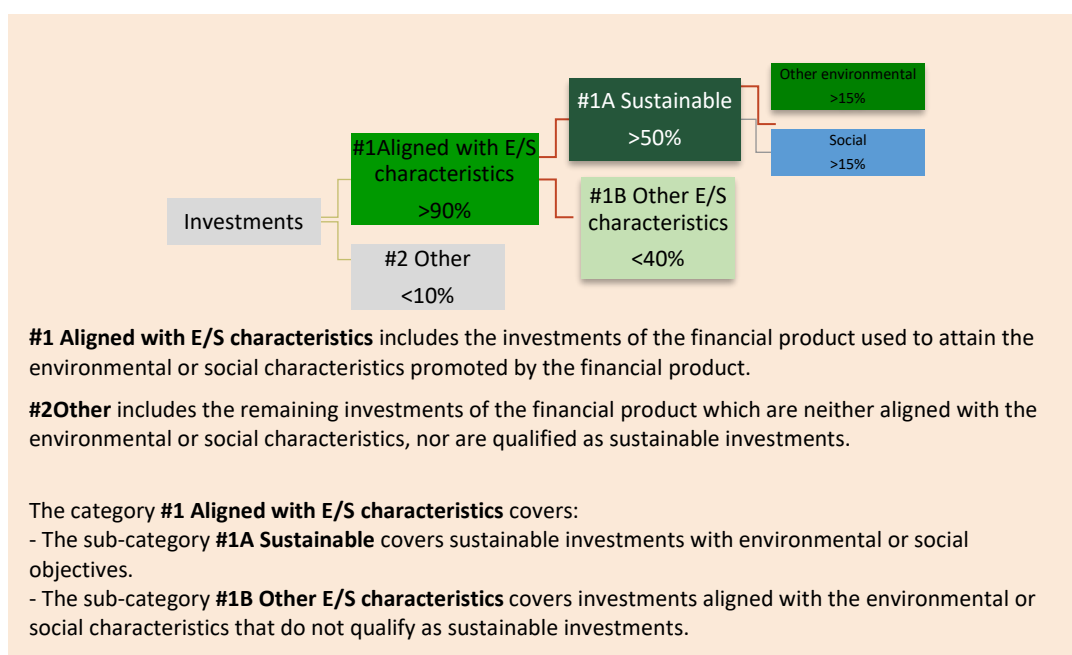 Investments
#1Aligned with E/S
characteristics
>90%
#2 Other
<10%
#1A Sustainable
>50%
#1B Other E/S
characteristics
<40%
Other environmental
>15%
Social
>15%
#1 Aligned with E/S characteristics includes the investments of the financial product used to attain the
environmental or social characteristics promoted by the financial product.
#2Other includes the remaining investments of the financial product which are neither aligned with the
environmental or social characteristics, nor are qualified as sustainable investments.
The category #1 Aligned with E/S characteristics covers:
- The sub-category #1A Sustainable covers sustainable investments with environmental or social
objectives.
- The sub-category #1B Other E/S characteristics covers investments aligned with the environmental or
social characteristics that do not qualify as sustainable investments.